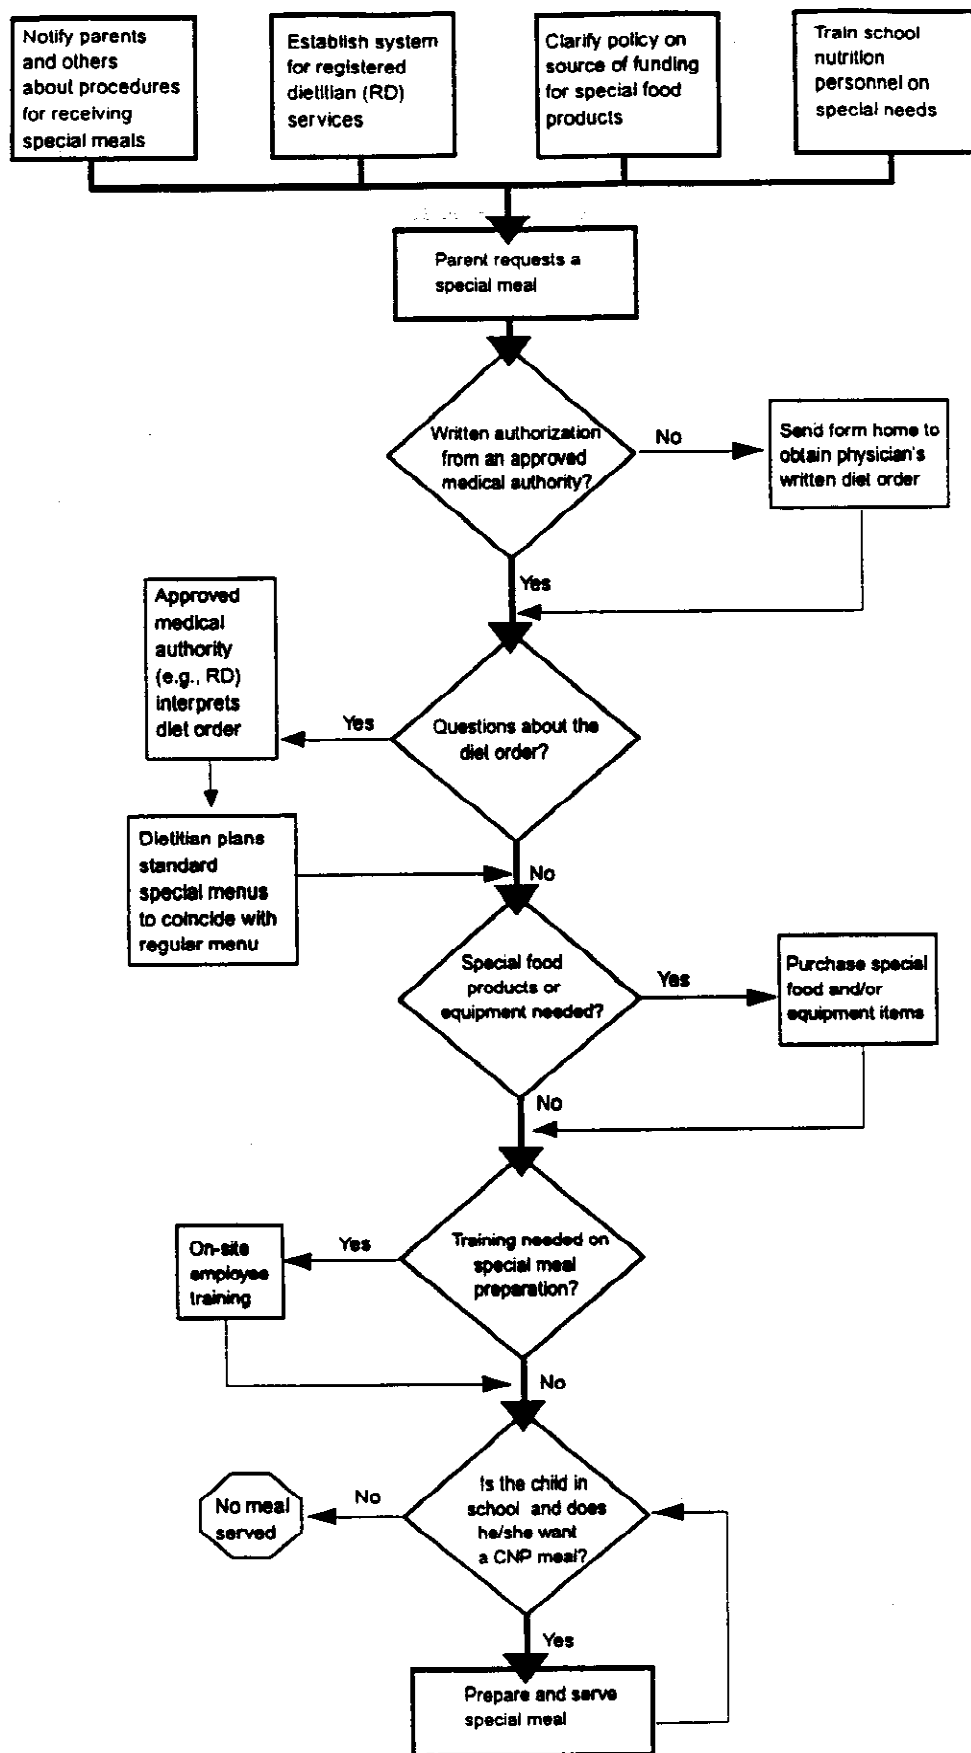 Notify parents
and others
about procedures
for receiving
special meals
Establish system
for registered
dietitian (RD)
services
Clarify policy on
source of funding
for special food
products
Train school
nutrition
personnel on
special needs
Parent requests a
special meal
Written authorization
from an approved
medical authority?
No
Send form home to
obtain physician's
written diet order
Yes
Approved
medical
authority
(e.g., RD)
interprets
diet order
Yes
Questions about the
diet order?
Dietitian plans
standard
special menus
to coincide with
regular menu
No
Special food
products or
equipment needed?
Yes
Purchase special
food and/or
equipment items
No
On-site
employee
training
Yes
Training needed on
special meal
preparation?
No
No meal
served
No
Is the child in
school and does
he/she want
a CNP meal?
Yes
Prepare and serve
special meal